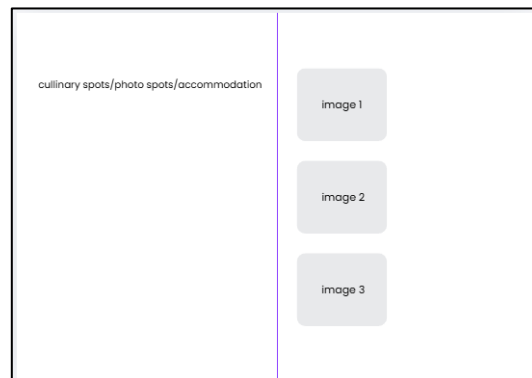 cullinary spots/photo spots/accommodation
image 1
image 2
image 3